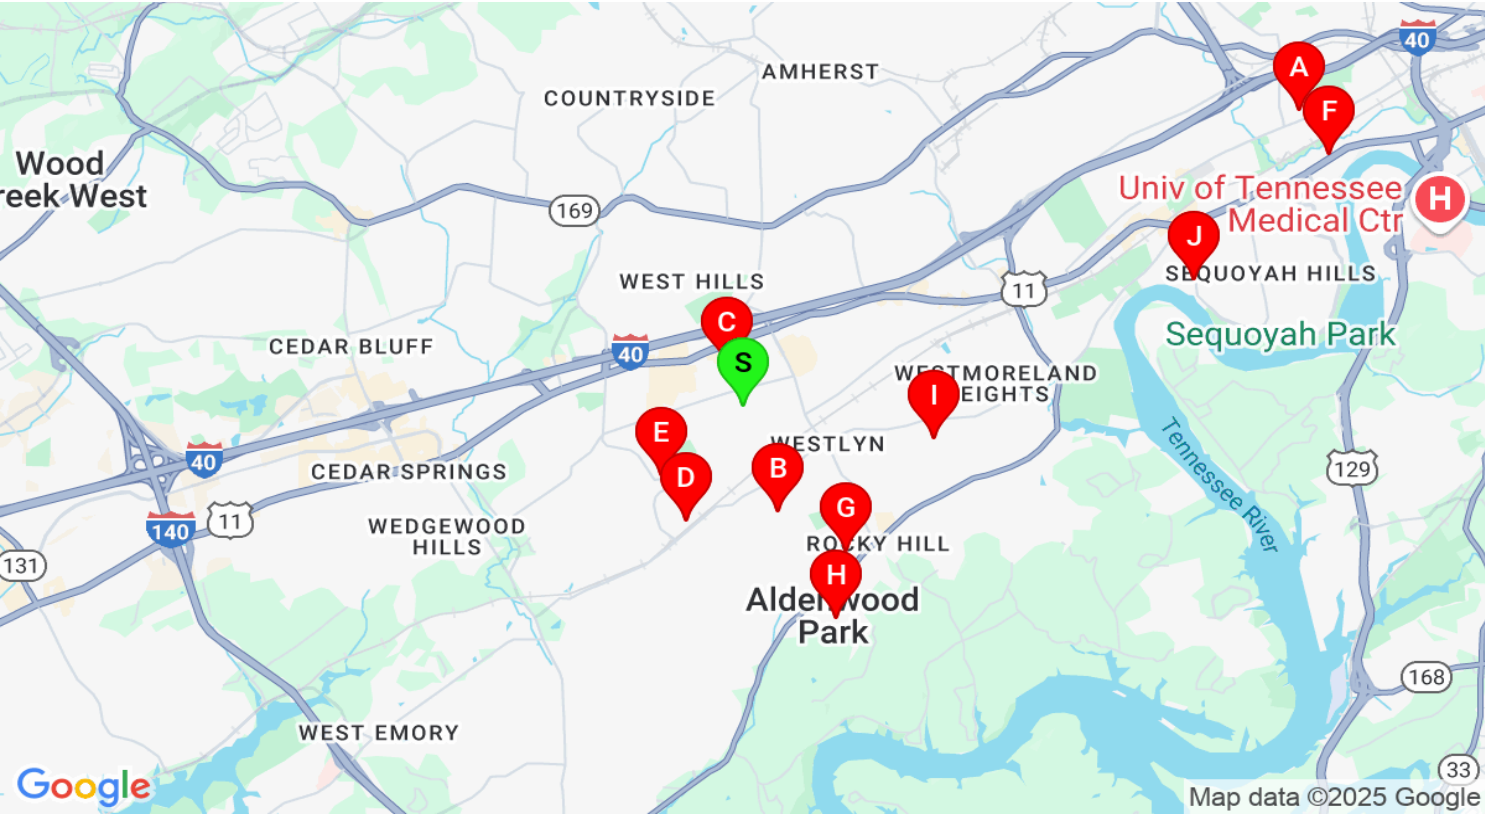 40
A
AMHERST
COUNTRYSIDE
F
Wood
reek West
Univ of Tennessee
Medical Ctr
H
169
J
SEQUOYAH HILLS
WEST HILLS
11
C
Sequoyah Park
CEDAR BLUFF
40
S
WESTMORELAND
EIGHTS
I
E
WESTLYN
B
40
CEDAR SPRINGS
D
129
Tennessee River
G
11
140
WEDGEWOOD
HILLS
ROCKY HILL
131
H
Aldenwood
Park
168
WEST EMORY
33
Google
Map data ©2025 Google